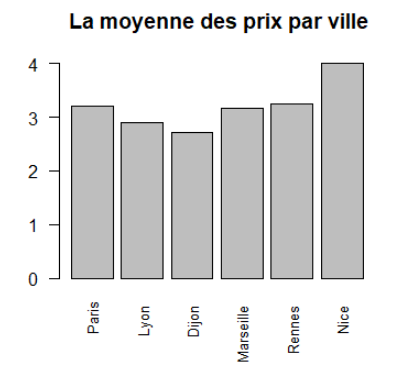 La moyenne des prix par ville
4
3
2
1
0
Paris
Lyon
Dijon
Marseille
Rennes
Nice